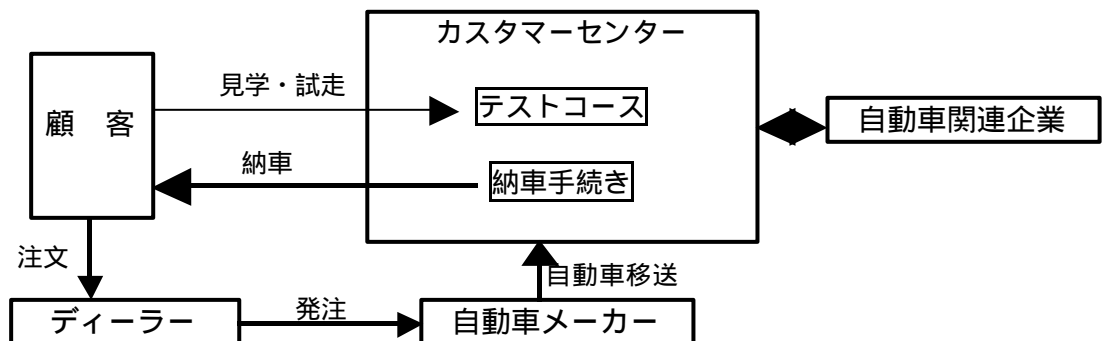 カスタマーセンター
見学・試走
テストコース
顧　客
自動車関連企業
納車
納車手続き
注文
自動車移送
ディーラー
発注
自動車メーカー